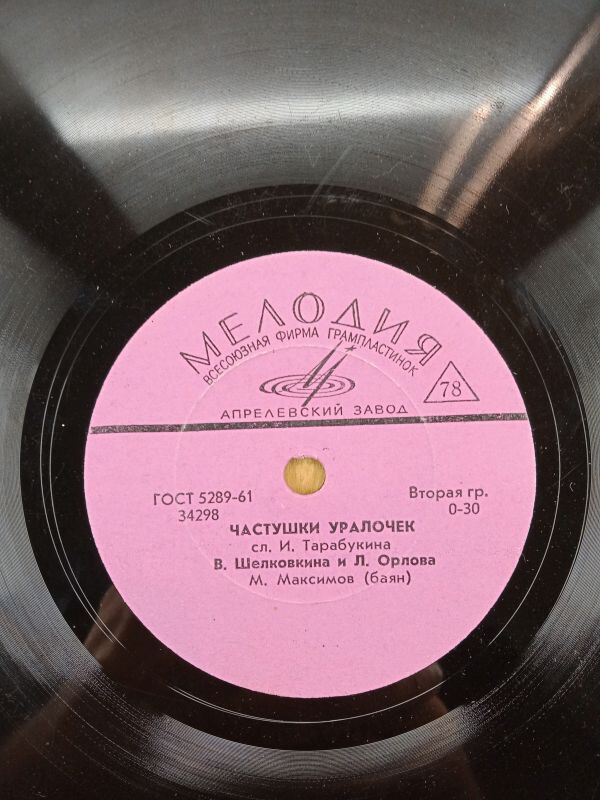 МЕЛОДИЯ
ВСЕСОЮЗНАЯ ФИРМА ГРАМПЛАСТИНОК
78
АПРЕЛЕВСКИЙ ЗАВОД
ГОСТ 5289-61 Вторая гр.
34298 0-30
ЧАСТУШКИ УРАЛОЧЕК
сл. И. Тарабукина
В. Шелковкина и Л. Орлова
М. Максимов (баян)